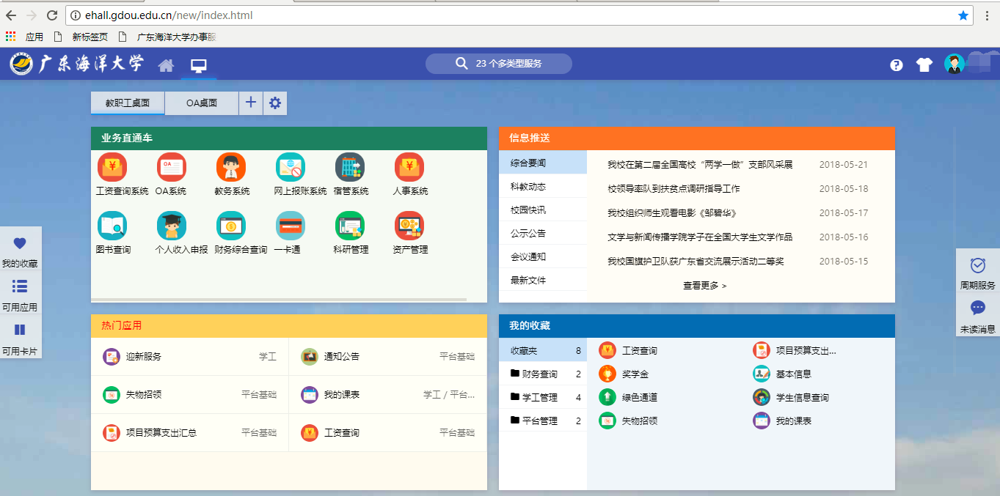 ehall.gdou.edu.cn/new/index.html
应用 新标签页 广东海洋大学办事服
广东海洋大学
23 个多类型服务
教职工桌面 OA桌面
业务直通车
工资查询系统 OA系统 教务系统 网上报账系统 宿管系统 人事系统
图书查询 个人收入申报 财务综合查询 一卡通 科研管理 资产管理
信息推送
综合要闻
科教动态
校园快讯
公示公告
会议通知
最新文件
我校在第二届全国高校“两学一做”支部风采展 2018-05-21
校领导率队到扶贫点调研指导工作 2018-05-18
我校组织师生观看电影《邹碧华》 2018-05-17
文学与新闻传播学院学子在全国大学生文学作品 2018-05-16
我校国旗护卫队获广东省交流展示活动二等奖 2018-05-15
查看更多 >
我的收藏
可用应用
可用卡片
周期服务
未读消息
热门应用
迎新服务 学工 通知公告 平台基础
失物招领 平台基础 我的课表 学工 / 平台...
项目预算支出汇总 平台基础 工资查询 平台基础
我的收藏
收藏夹 8
财务查询 2
学工管理 4
平台管理 2
工资查询 项目预算支出...
奖学金 基本信息
绿色通道 学生信息查询
失物招领 我的课表